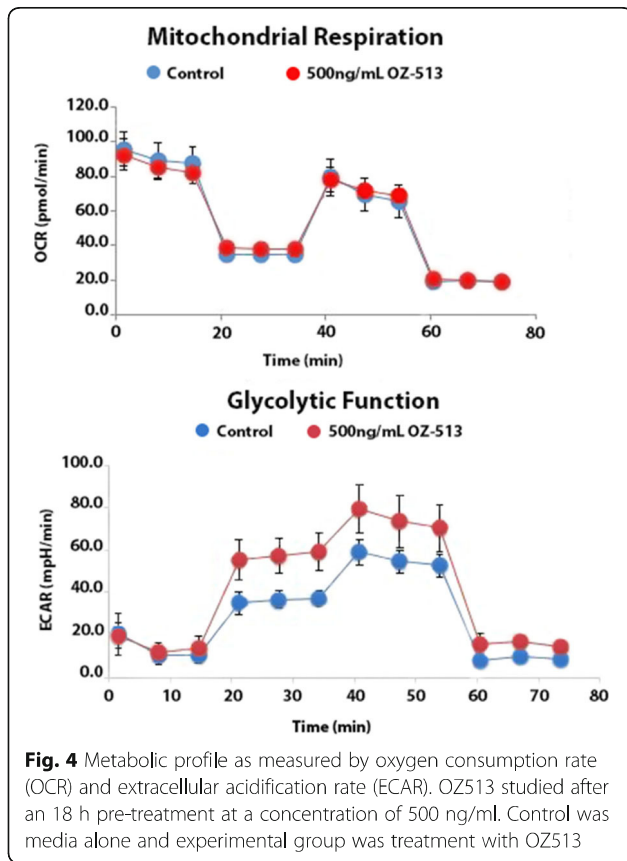 Mitochondrial Respiration
Control 500ng/mL OZ-513
120.0
100.0
80.0
60.0
40.0
20.0
0.0
OCR (pmol/min)
0 20 40 60 80
Time (min)
Glycolytic Function
Control 500ng/mL OZ-513
100.0
80.0
60.0
40.0
20.0
0.0
ECAR (mpH/min)
0 10 20 30 40 50 60 70 80
Time (min)
Fig. 4 Metabolic profile as measured by oxygen consumption rate
(OCR) and extracellular acidification rate (ECAR). OZ513 studied after
an 18 h pre-treatment at a concentration of 500 ng/ml. Control was
media alone and experimental group was treatment with OZ513